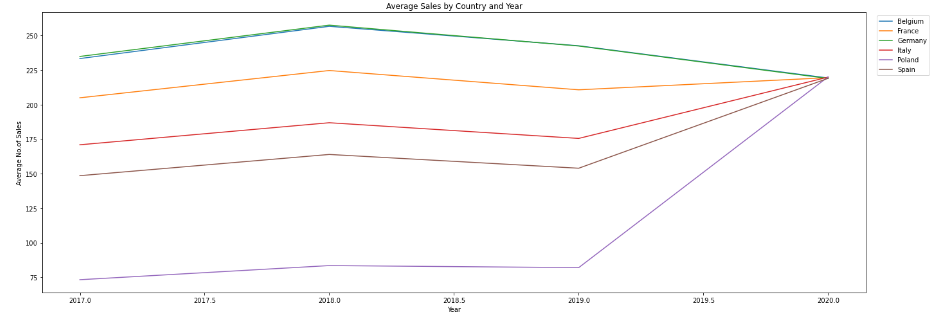 Average Sales by Country and Year
Average No.of Sales
250
225
200
175
150
125
100
75
2017.0
2017.5
2018.0
2018.5
2019.0
2019.5
2020.0
Year
Belgium
France
Germany
Italy
Poland
Spain